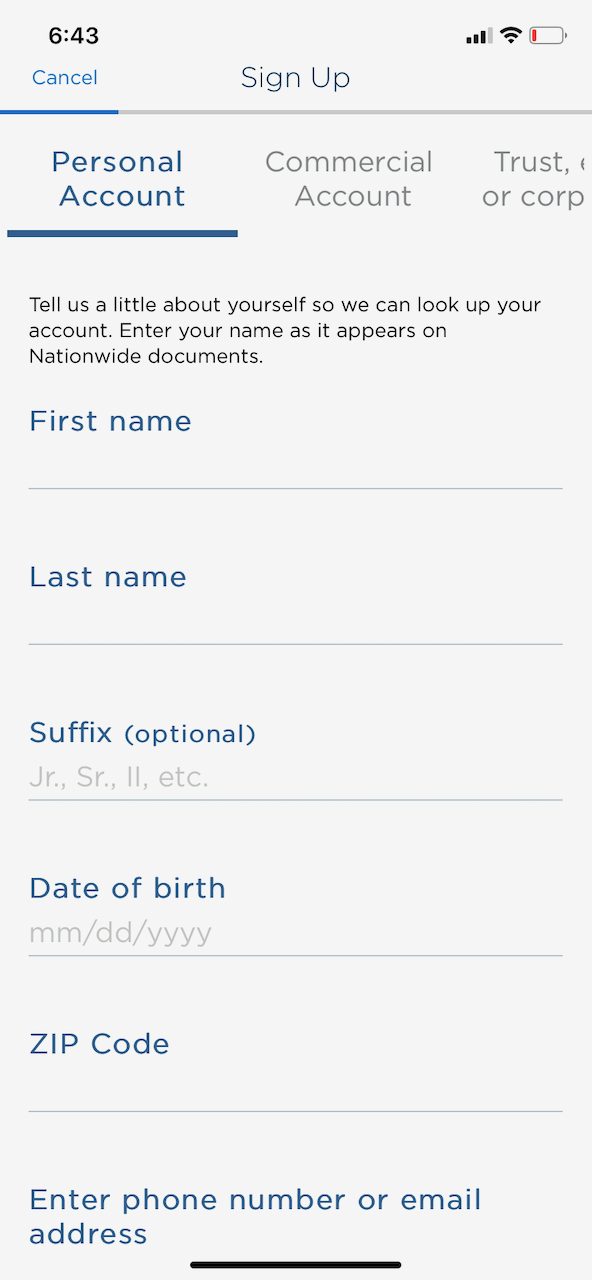 6:43
Cancel
Sign Up
Personal
Account
Commercial
Account
Trust,
or corp
Tell us a little about yourself so we can look up your
account. Enter your name as it appears on
Nationwide documents.
First name
Last name
Suffix (optional)
Jr., Sr., II, etc.
Date of birth
mm/dd/yyyy
ZIP Code
Enter phone number or email
address